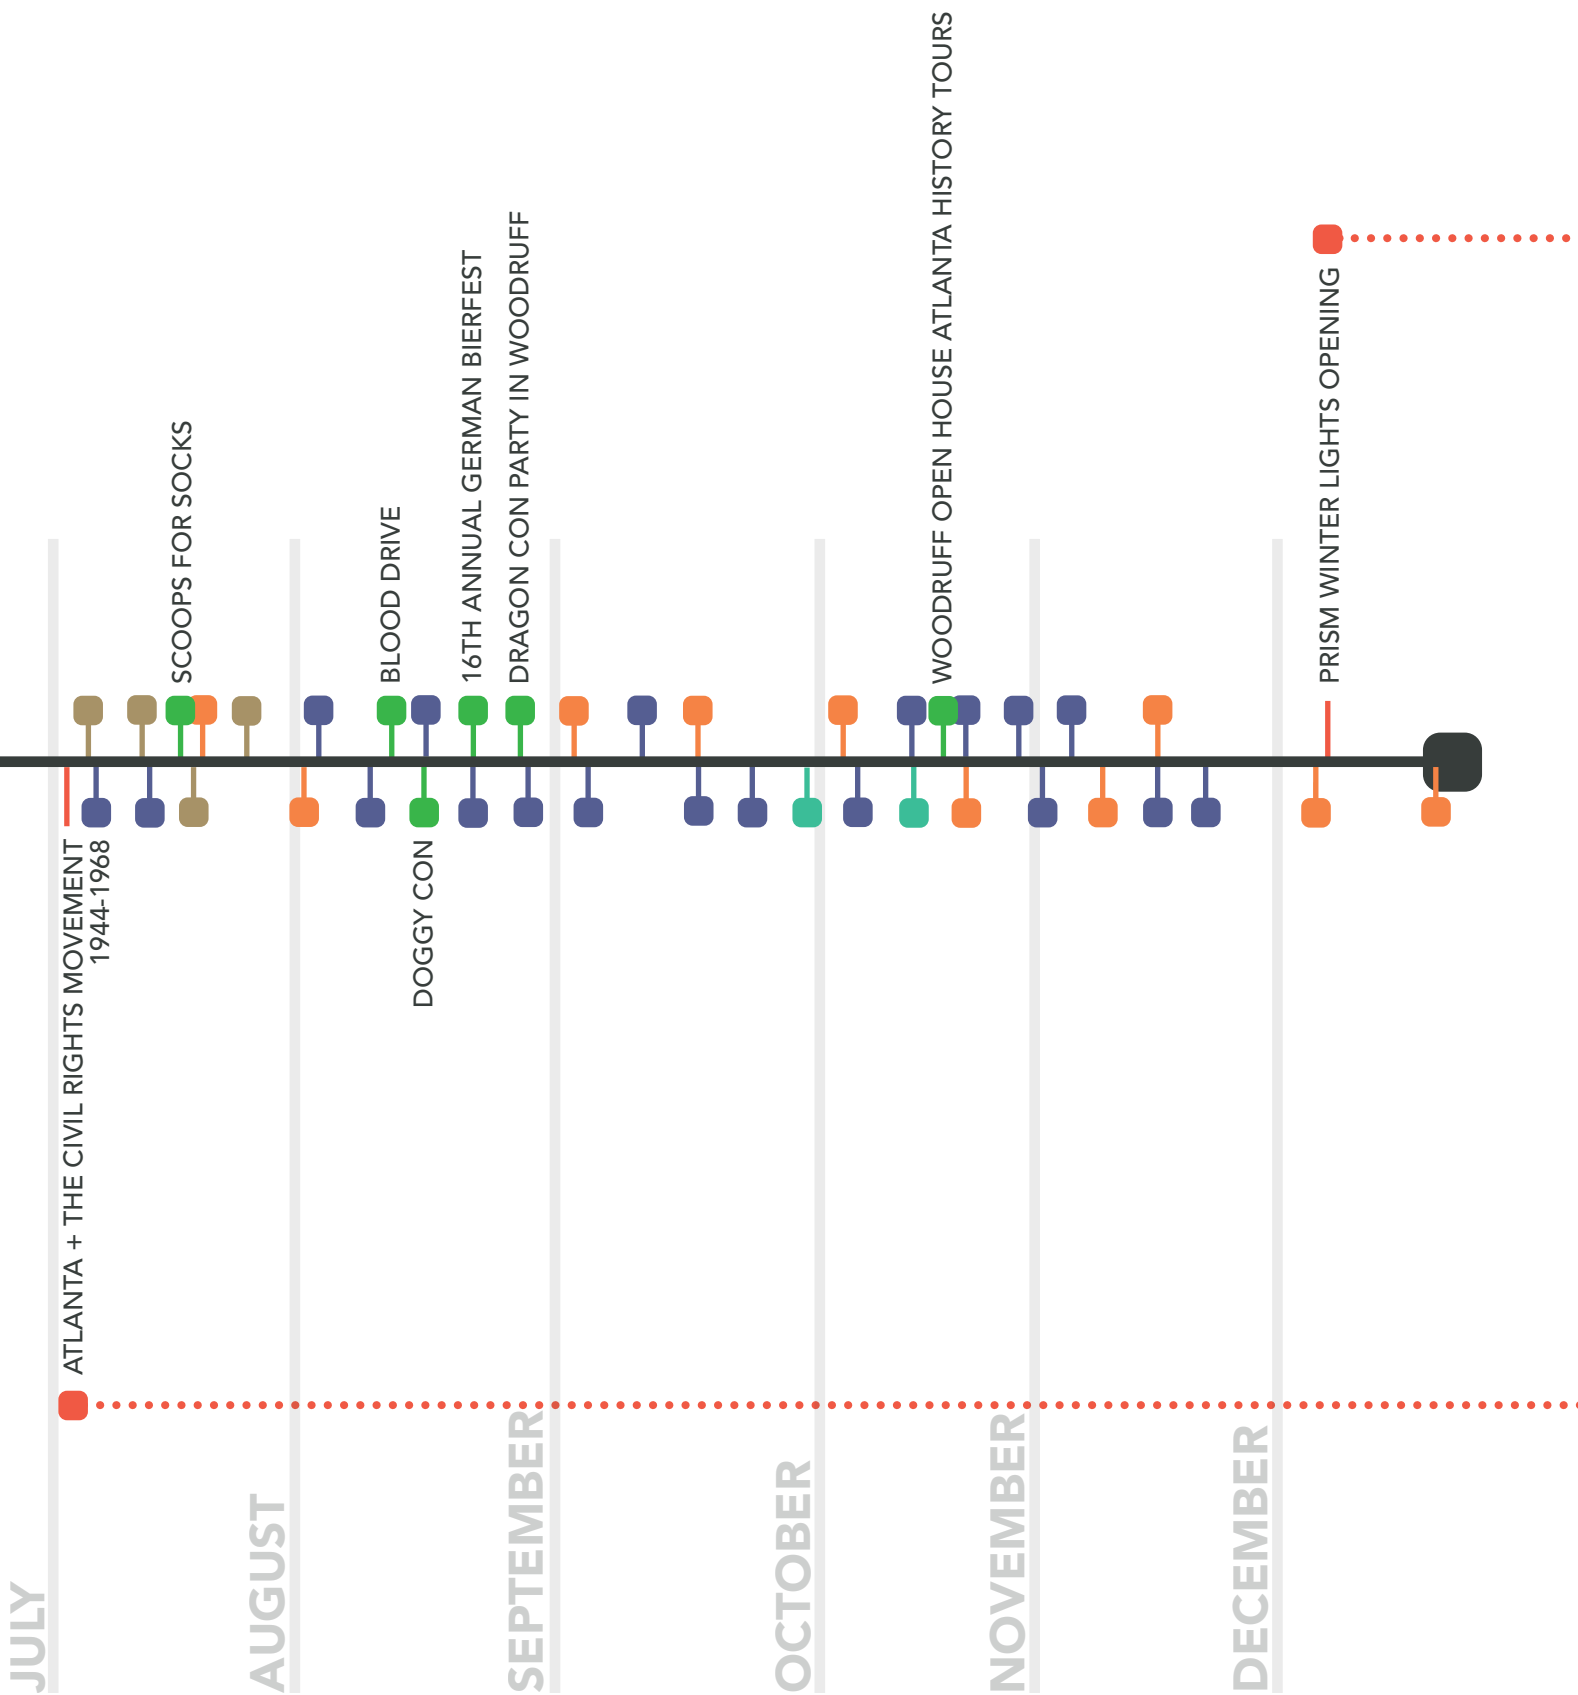 SCOOPS FOR SOCKS
BLOOD DRIVE
16TH ANNUAL GERMAN BIERFEST
DRAGON CON PARTY IN WOODRUFF
WOODRUFF OPEN HOUSE ATLANTA HISTORY TOURS
PRISM WINTER LIGHTS OPENING
ATLANTA + THE CIVIL RIGHTS MOVEMENT
1944-1968
DOGGY CON
JULY
AUGUST
SEPTEMBER
OCTOBER
NOVEMBER
DECEMBER